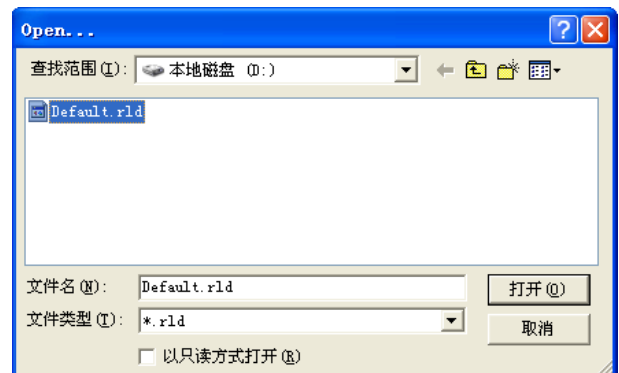 Open...
查找范围(I): 本地磁盘 (D:)
Default.rld
文件名(N): Default.rld 打开(O)
文件类型(T): *.rld 取消
以只读方式打开(R)